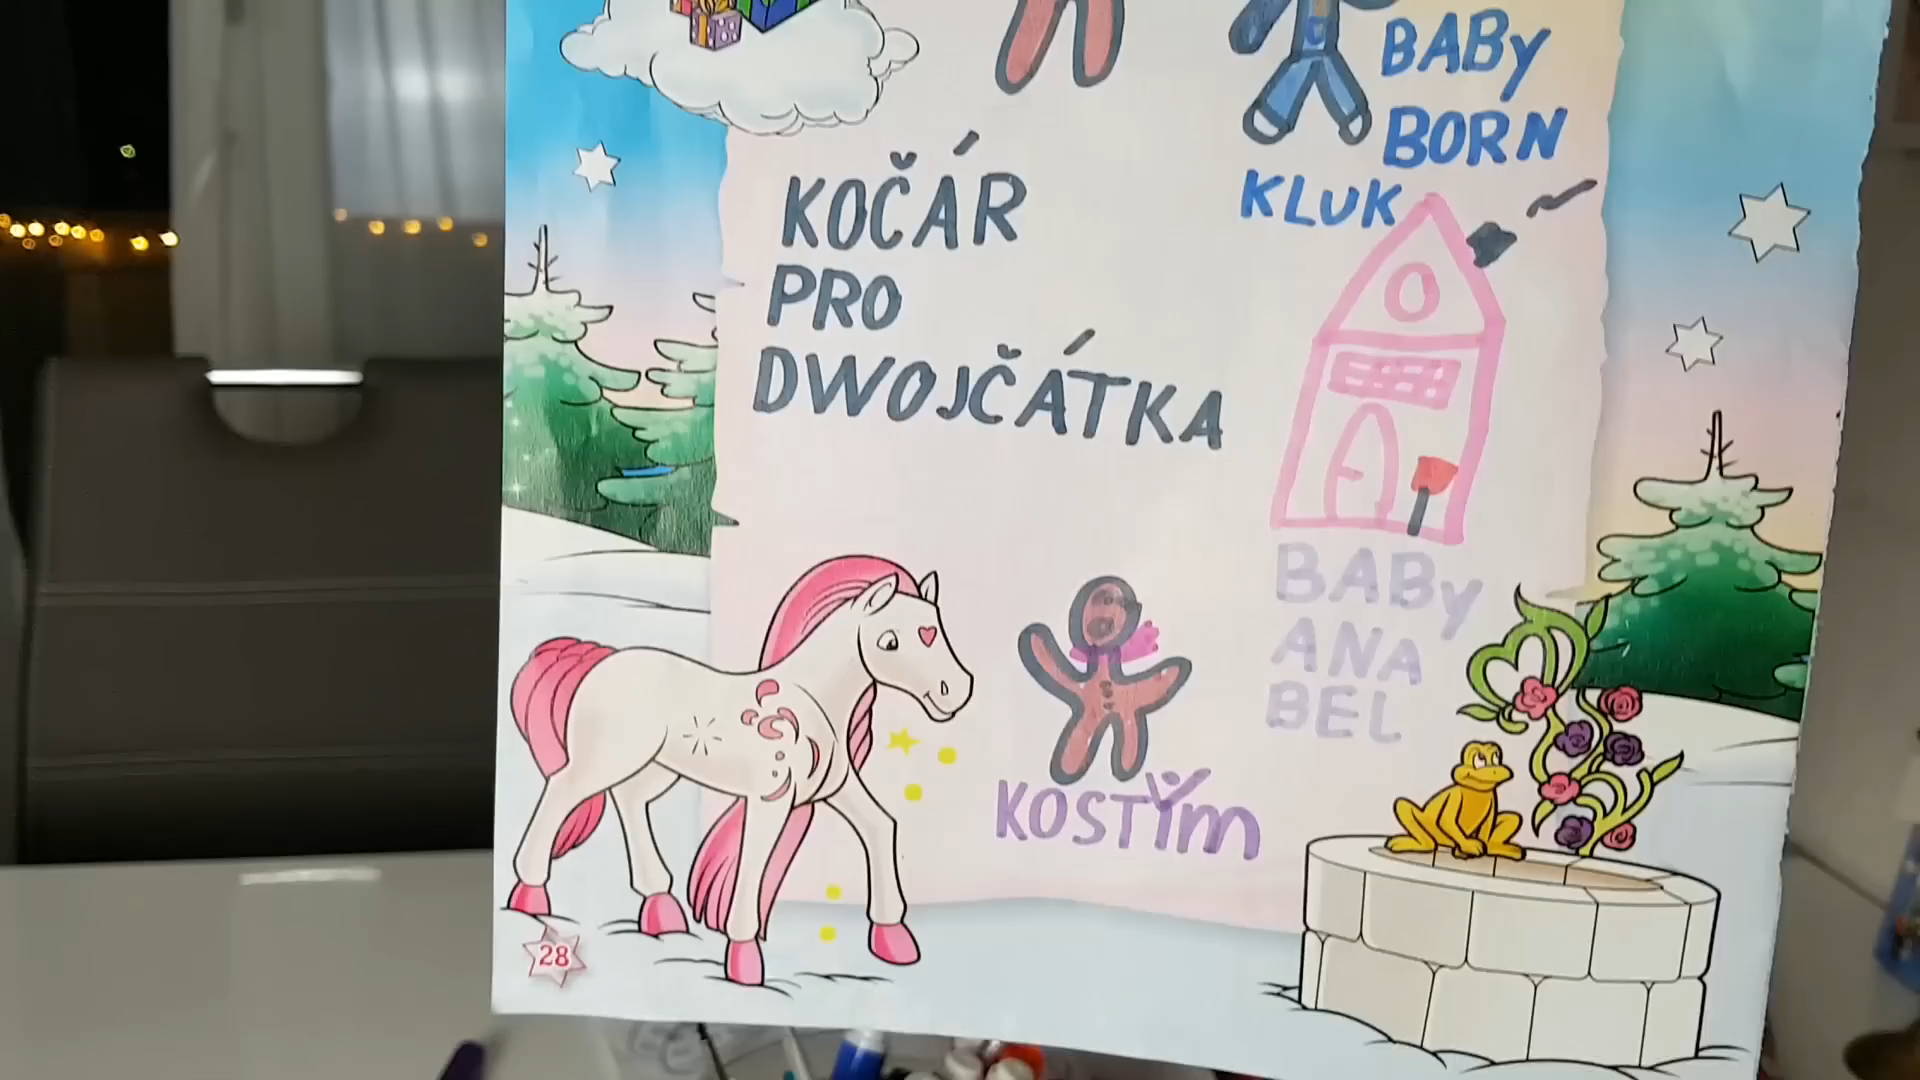 BABY
BORN
KLUK
KOČÁR
PRO
DWOJČÁTKA
BABY
ANA
BEL
KOSTÝM
28